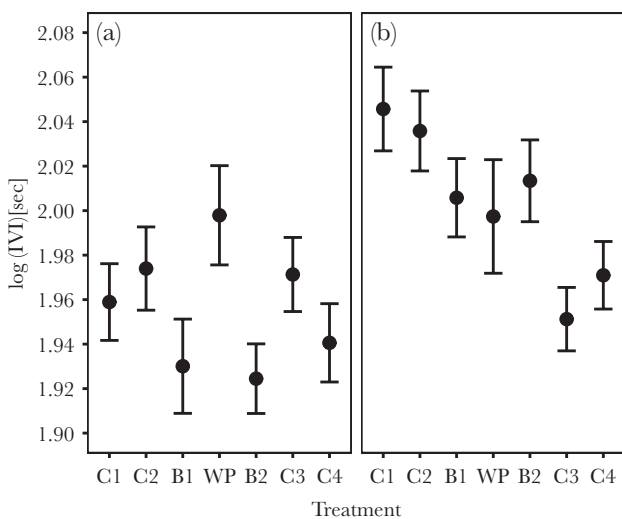 (a) (b)
2.08
2.06
2.04
2.02
2.00
1.98
1.96
1.94
1.92
1.90
log (IVI)[sec]
C1 C2 B1 WP B2 C3 C4 C1 C2 B1 WP B2 C3 C4
Treatment